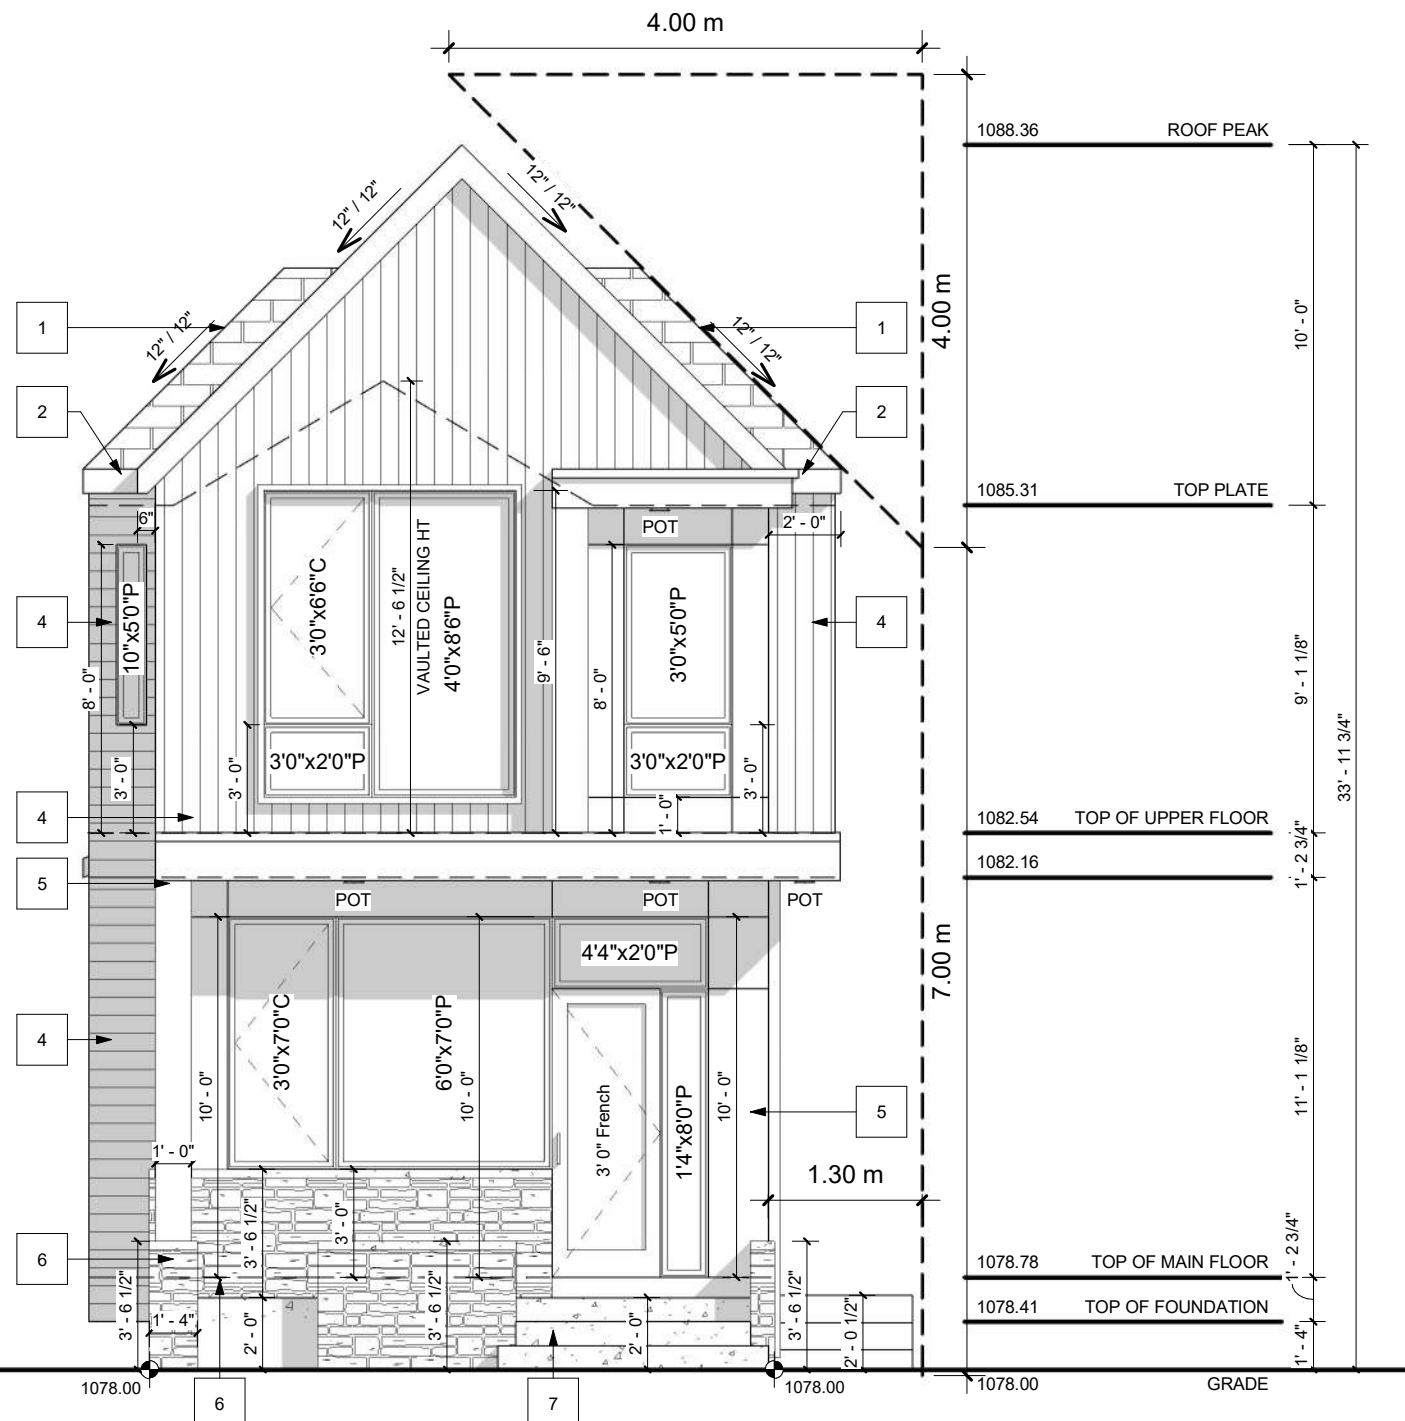 4.00 m
1088.36 ROOF PEAK
12" / 12"
12" / 12"
4.00 m
10' - 0"
1
12" / 12"
12" / 12"
1
2
2
1085.31 TOP PLATE
6"
POT
2' - 0"
4
10"x5'0"P
8' - 0"
3' - 0"
3'0"x6'6"C
3'0"x2'0"P
3' - 0"
12' - 6 1/2"
VAULTED CEILING HT
4'0"x8'6"P
9' - 6"
8' - 0"
3'0"x5'0"P
3'0"x2'0"P
1' - 0"
3' - 0"
4
9' - 1 1/8"
33' - 11 3/4"
4
1082.54 TOP OF UPPER FLOOR
1' - 2 3/4"
1082.16
5
POT
POT
POT
4'4"x2'0"P
7.00 m
4
3'0"x7'0"C
6'0"x7'0"P
10' - 0"
10' - 0"
3' 0" French
1'4"x8'0"P
10' - 0"
5
11' - 1 1/8"
1' - 0"
1.30 m
3' - 6 1/2"
3' - 0"
6
1078.78 TOP OF MAIN FLOOR
1' - 2 3/4"
1078.41 TOP OF FOUNDATION
3' - 6 1/2"
1' - 4"
2' - 0"
3' - 6 1/2"
2' - 0"
3' - 6 1/2"
2' - 0 1/2"
1' - 4"
1078.00
1078.00
1078.00 GRADE
6
7